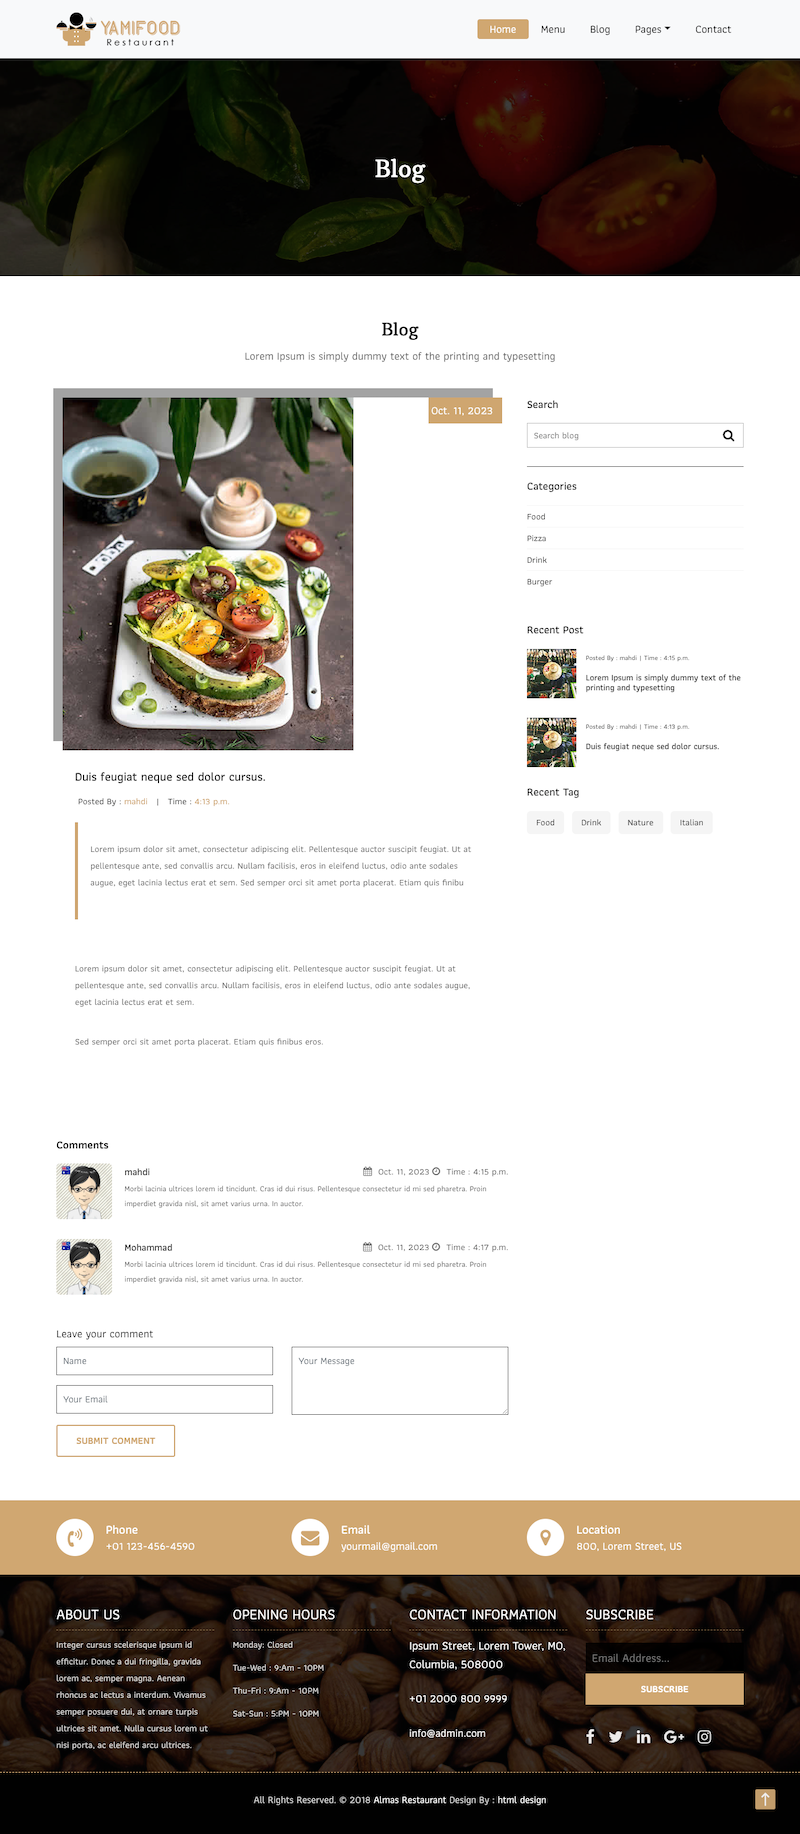 YAMIFOOD
Restaurant
Home Menu Blog Pages Contact
Blog
Blog
Lorem Ipsum is simply dummy text of the printing and typesetting
Oct. 11, 2023
Duis feugiat neque sed dolor cursus.
Posted By : mahdi | Time : 4:13 p.m.
Lorem ipsum dolor sit amet, consectetur adipiscing elit. Pellentesque auctor suscipit feugiat. Ut at
pellentesque ante, sed convallis arcu. Nullam facilisis, eros in eleifend luctus, odio ante sodales
augue, eget lacinia lectus erat et sem. Sed semper orci sit amet porta placerat. Etiam quis finibu
Lorem ipsum dolor sit amet, consectetur adipiscing elit. Pellentesque auctor suscipit feugiat. Ut at
pellentesque ante, sed convallis arcu. Nullam facilisis, eros in eleifend luctus, odio ante sodales augue,
eget lacinia lectus erat et sem.
Sed semper orci sit amet porta placerat. Etiam quis finibus eros.
Search
Search blog
Categories
Food
Pizza
Drink
Burger
Recent Post
Posted By : mahdi | Time : 4:15 p.m.
Lorem Ipsum is simply dummy text of the
printing and typesetting
Posted By : mahdi | Time : 4:13 p.m.
Duis feugiat neque sed dolor cursus.
Recent Tag
Food Drink Nature Italian
Comments
mahdi Oct. 11, 2023 Time : 4:15 p.m.
Morbi lacinia ultrices lorem id tincidunt. Cras id dui risus. Pellentesque consectetur id mi sed pharetra. Proin
imperdiet gravida nisl, sit amet varius urna. In auctor.
Mohammad Oct. 11, 2023 Time : 4:17 p.m.
Morbi lacinia ultrices lorem id tincidunt. Cras id dui risus. Pellentesque consectetur id mi sed pharetra. Proin
imperdiet gravida nisl, sit amet varius urna. In auctor.
Leave your comment
Name
Your Email
Your Message
SUBMIT COMMENT
Phone
+01 123-456-4590
Email
yourmail@gmail.com
Location
800, Lorem Street, US
ABOUT US
Integer cursus scelerisque ipsum id
efficitur. Donec a dui fringilla, gravida
lorem ac, semper magna. Aenean
rhoncus ac lectus a interdum. Vivamus
semper posuere dui, at ornare turpis
ultrices sit amet. Nulla cursus lorem ut
nisi porta, ac eleifend arcu ultrices.
OPENING HOURS
Monday: Closed
Tue-Wed : 9:Am - 10PM
Thu-Fri : 9:Am - 10PM
Sat-Sun : 5:PM - 10PM
CONTACT INFORMATION
Ipsum Street, Lorem Tower, MO,
Columbia, 508000
+01 2000 800 9999
info@admin.com
SUBSCRIBE
Email Address...
SUBSCRIBE
All Rights Reserved. © 2018 Almas Restaurant Design By : html design